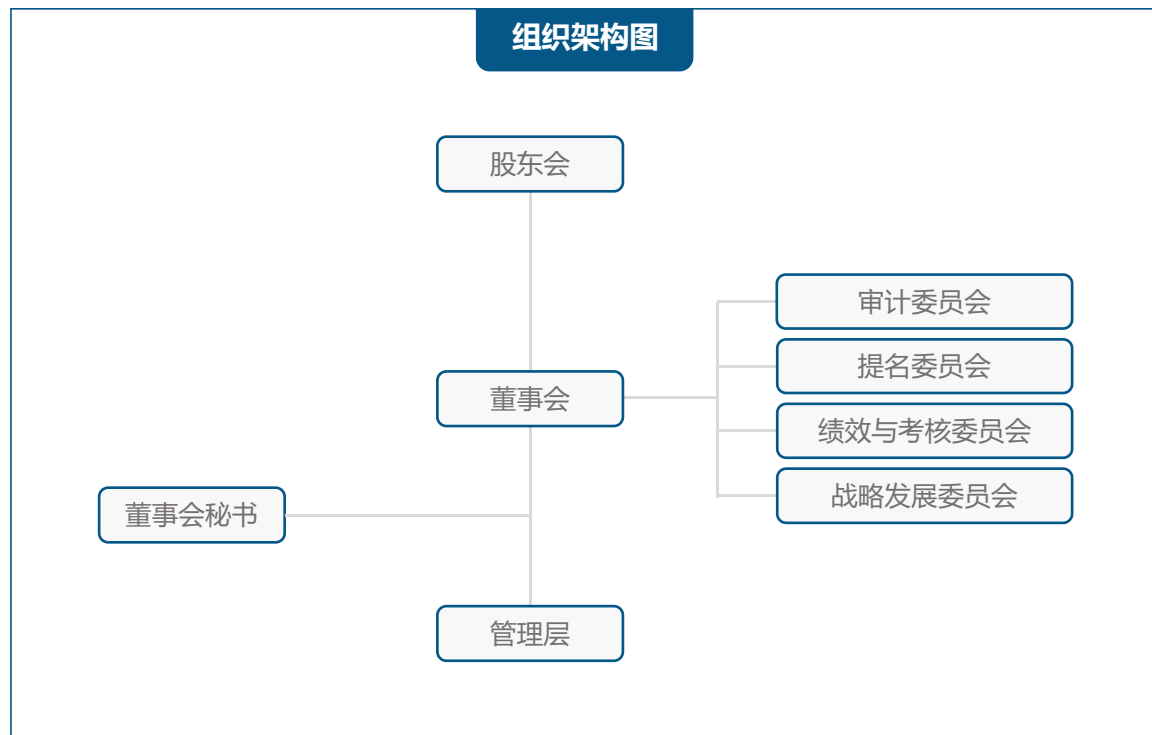 组织架构图
股东会
审计委员会
提名委员会
董事会
绩效与考核委员会
战略发展委员会
董事会秘书
管理层